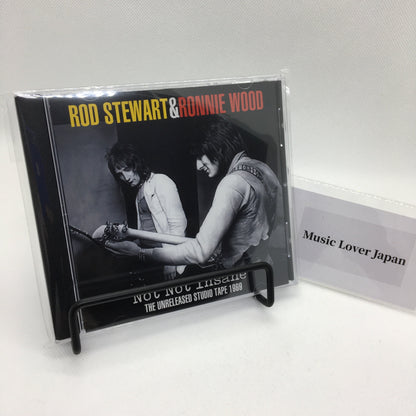 ROD STEWART&RONNIE WOOD
Not Not Insane
THE UNRELEASED STUDIO TAPE 1969
Music Lover Japan